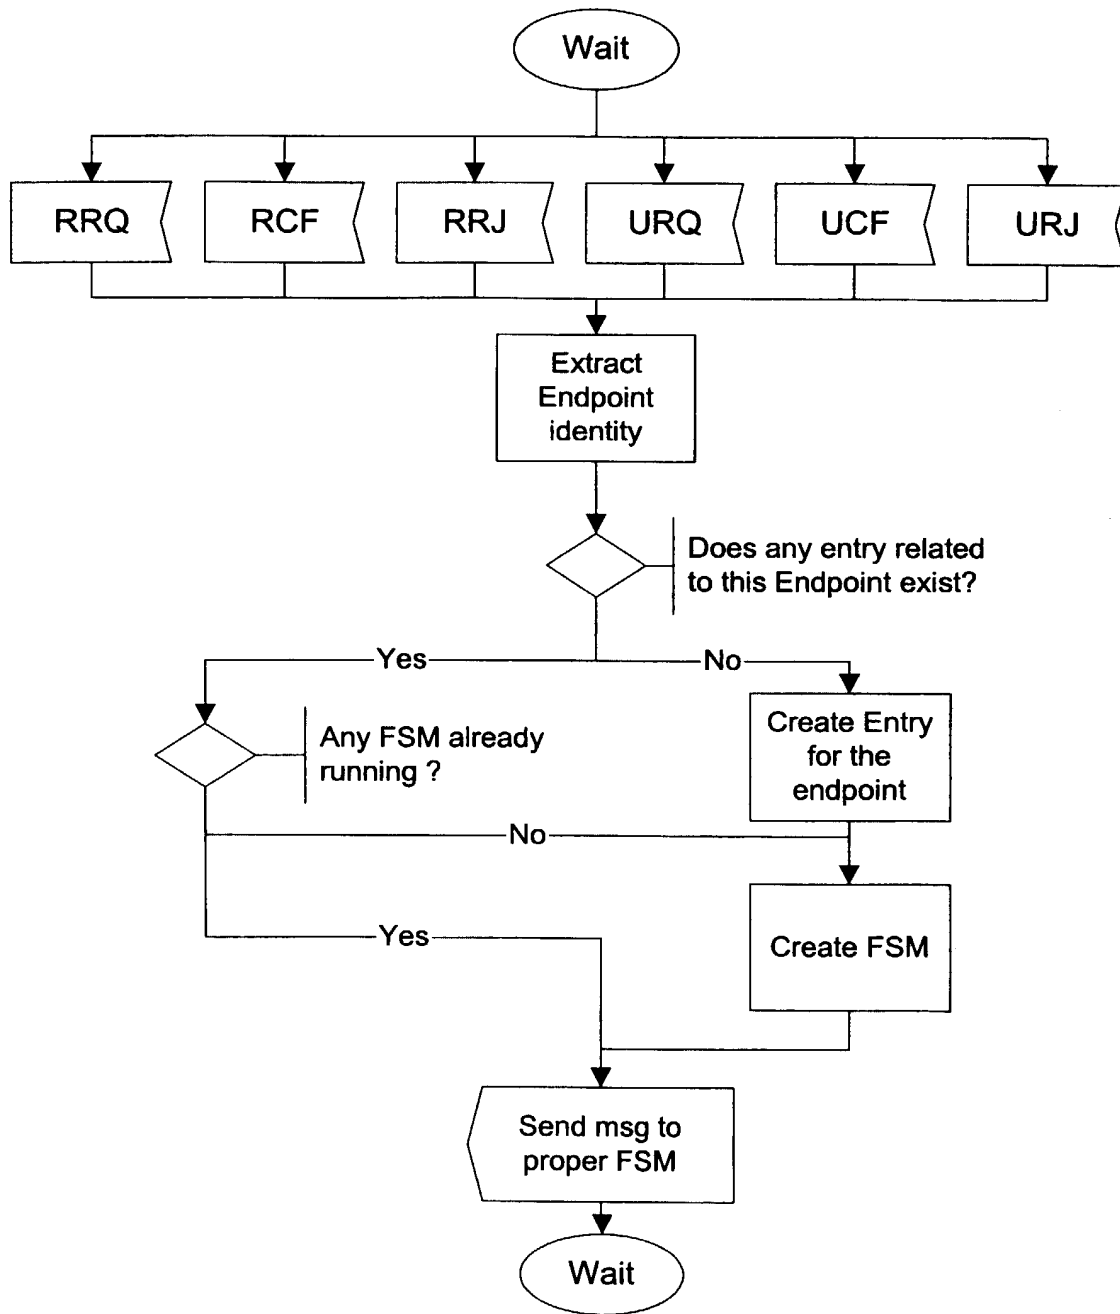 Wait
RRQ
RCF
RRJ
URQ
UCF
URJ
Extract
Endpoint
identity
Does any entry related
to this Endpoint exist?
Yes
No
Any FSM already
running ?
Create Entry
for the
endpoint
No
Yes
Create FSM
Send msg to
proper FSM
Wait